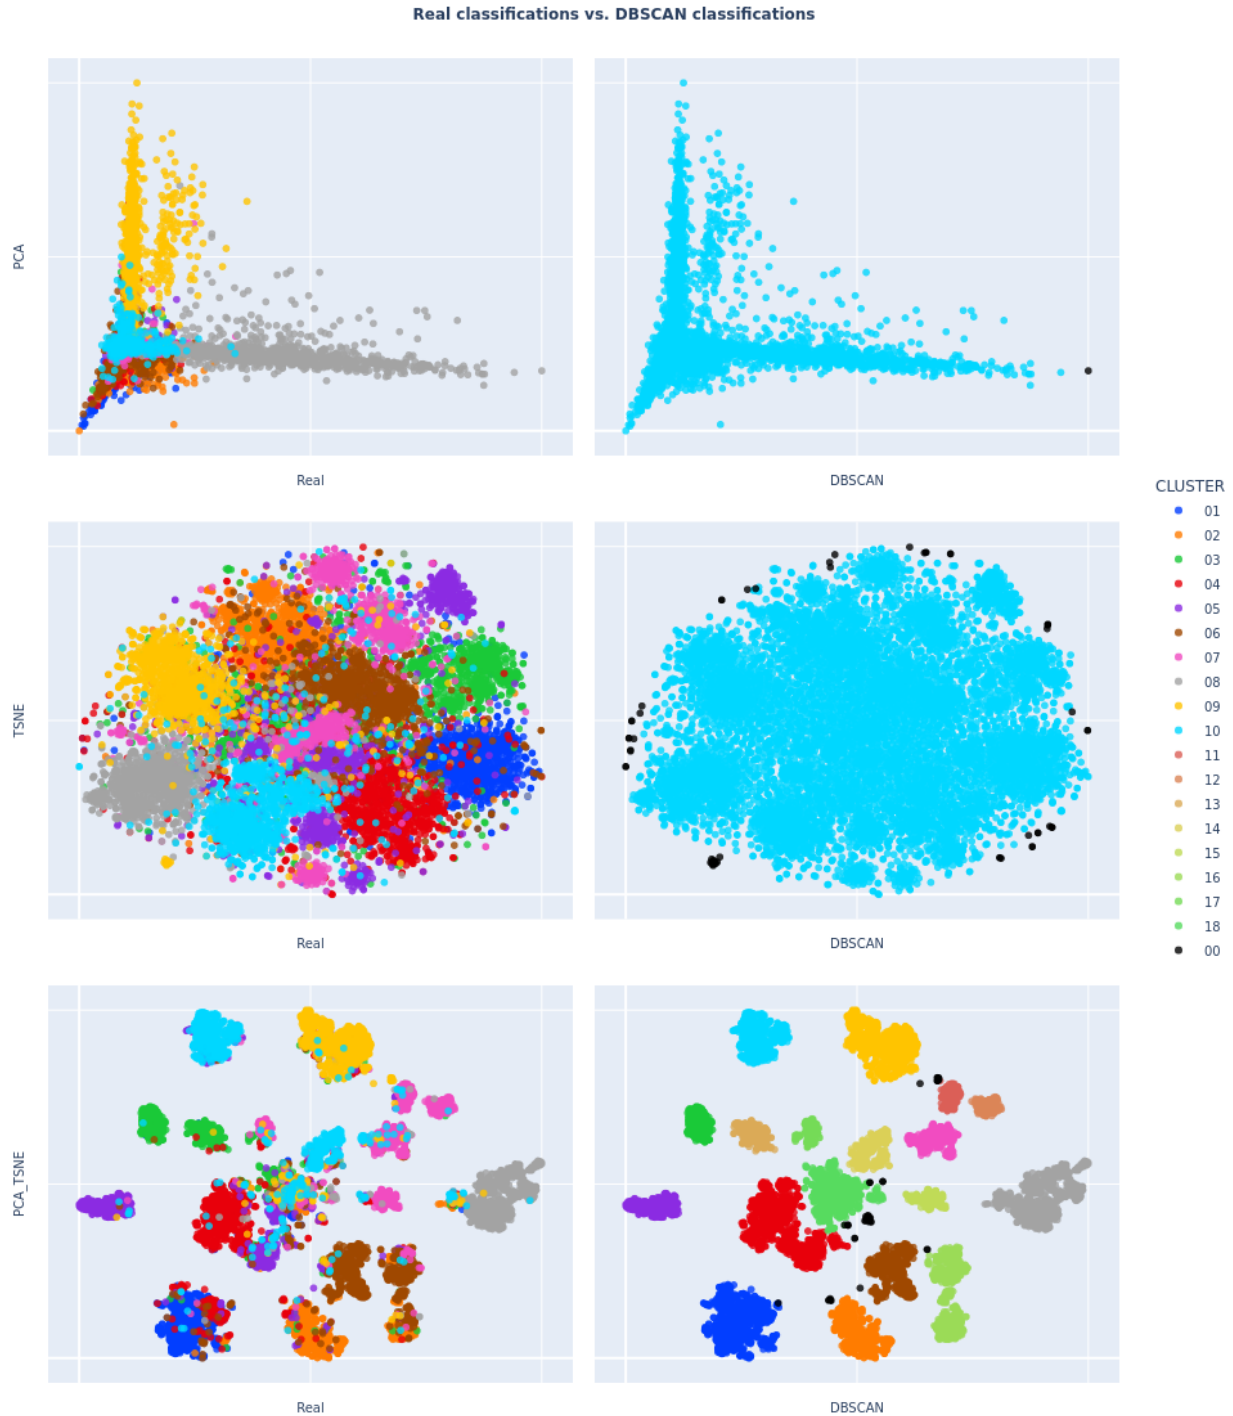 Real classifications vs. DBSCAN classifications
PCA
Real
DBSCAN
TSNE
Real
DBSCAN
PCA_TSNE
Real
DBSCAN
CLUSTER
01
02
03
04
05
06
07
08
09
10
11
12
13
14
15
16
17
18
00